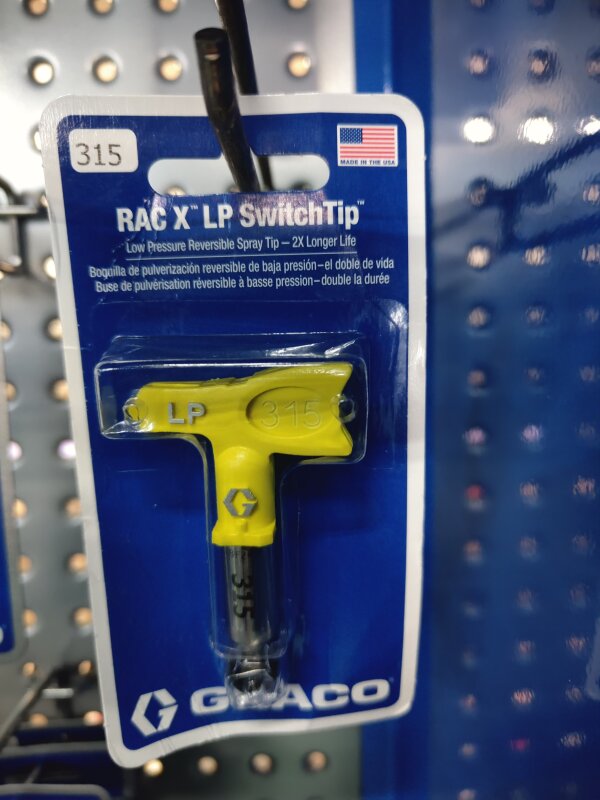 315
MADE IN THE USA
RAC X™ LP SwitchTip™
Low Pressure Reversible Spray Tip – 2X Longer Life
Boquilla de pulverización reversible de baja presión–el doble de vida
Buse de pulvérisation réversible à basse pression–double la durée
LP 315
G
315
G GRACO